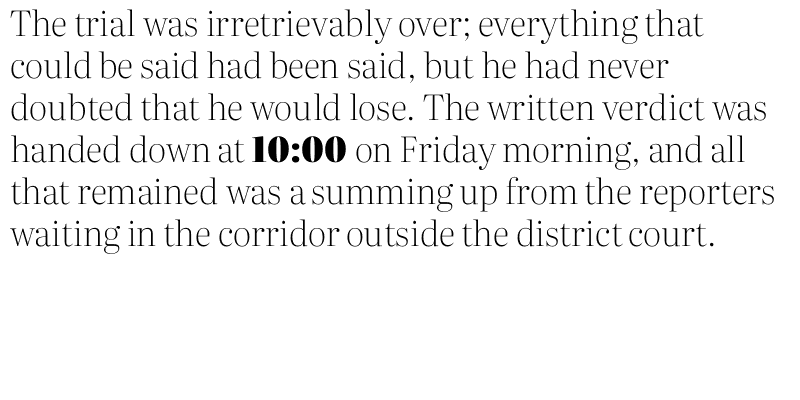 The trial was irretrievably over; everything that
could be said had been said, but he had never
doubted that he would lose. The written verdict was
handed down at 10:00 on Friday morning, and all
that remained was a summing up from the reporters
waiting in the corridor outside the district court.